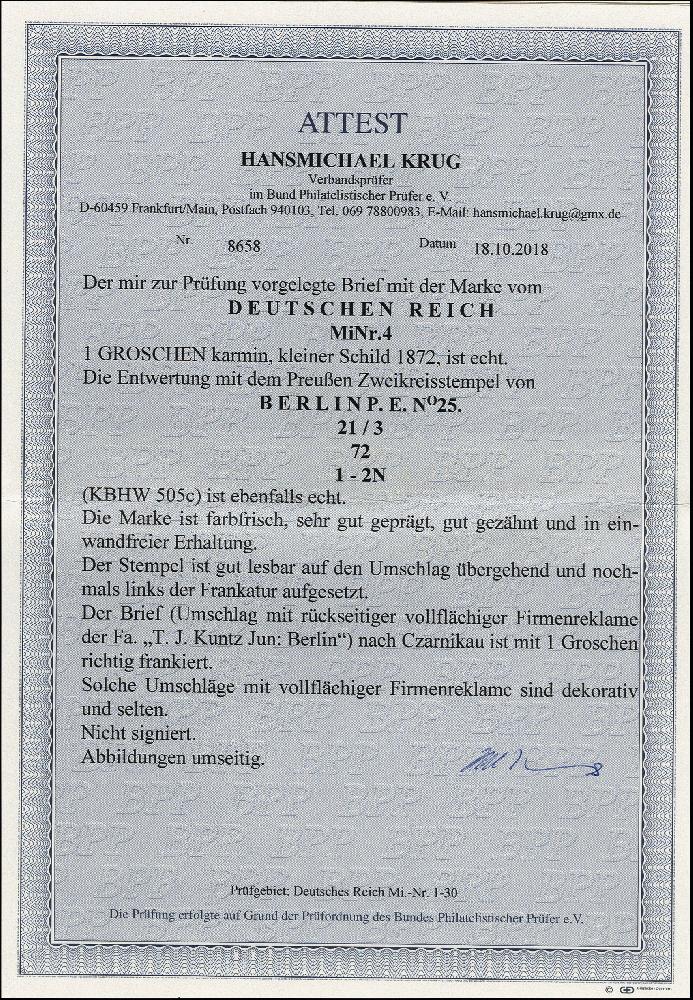 ATTEST
HANSMICHAEL KRUG
Verbandsprüfer
im Bund Philatelistischer Prüfer e. V.
D-60459 Frankfurt/Main, Postfach 940103, Tel. 069 78800983, E-Mail: hansmichael.krug@gmx.de
Nr. 8658 Datum 18.10.2018
Der mir zur Prüfung vorgelegte Brief mit der Marke vom
DEUTSCHEN REICH
MiNr.4
1 GROSCHEN karmin, kleiner Schild 1872, ist echt.
Die Entwertung mit dem Preußen Zweikreisstempel von
BERLIN P. E. Nº25.
21 / 3
72
1 - 2N
(KBHW 505c) ist ebenfalls echt.
Die Marke ist farbfrisch, sehr gut geprägt, gut gezähnt und in ein-
wandfreier Erhaltung.
Der Stempel ist gut lesbar auf den Umschlag übergehend und noch-
mals links der Frankatur aufgesetzt.
Der Brief (Umschlag mit rückseitiger vollflächiger Firmenreklame
der Fa. „T. J. Kuntz Jun: Berlin“) nach Czarnikau ist mit 1 Groschen
richtig frankiert.
Solche Umschläge mit vollflächiger Firmenreklame sind dekorativ
und selten.
Nicht signiert.
Abbildungen umseitig.
Prüfgebiet: Deutsches Reich Mi.-Nr. 1-30
Die Prüfung erfolgte auf Grund der Prüfordnung des Bundes Philatelistischer Prüfer e.V.